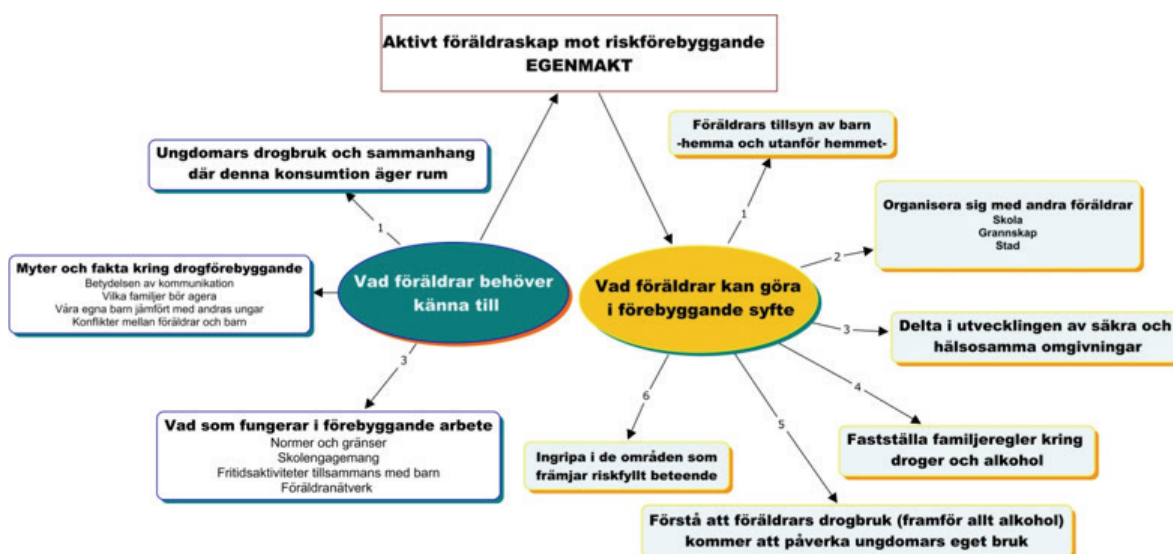 Aktivt föräldraskap mot riskförebyggande
EGENMAKT
Ungdomars drogbruk och sammanhang
där denna konsumtion äger rum
1
Myter och fakta kring drogförebyggande
Betydelsen av kommunikation
Vilka familjer bör agera
Våra egna barn jämfört med andras ungar
Konflikter mellan föräldrar och barn
Vad föräldrar behöver
känna till
3
Vad som fungerar i förebyggande arbete
Normer och gränser
Skolengagemang
Fritidsaktiviteter tillsammans med barn
Föräldranätverk
Vad föräldrar kan göra
i förebyggande syfte
1
Föräldrars tillsyn av barn
-hemma och utanför hemmet-
2
Organisera sig med andra föräldrar
Skola
Grannskap
Stad
3
Delta i utvecklingen av säkra och
hälsosamma omgivningar
4
Fastställa familjeregler kring
droger och alkohol
5
Förstå att föräldrars drogbruk (framför allt alkohol)
kommer att påverka ungdomars eget bruk
6
Ingripa i de områden som
främjar riskfyllt beteende